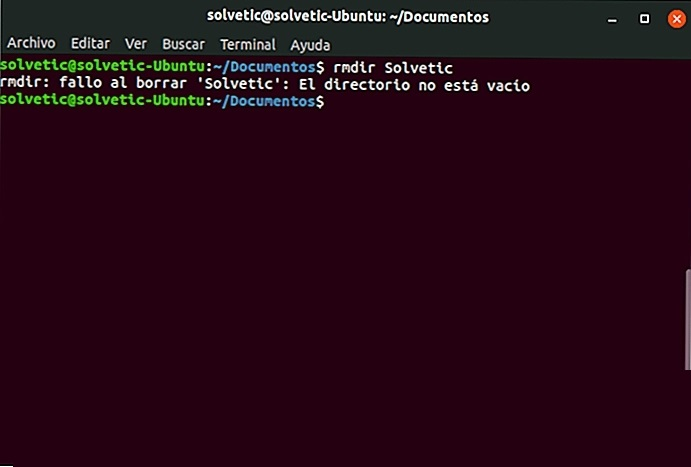 solvetic@solvetic-Ubuntu: ~/Documentos
Archivo Editar Ver Buscar Terminal Ayuda
solvetic@solvetic-Ubuntu:~/Documentos$ rmdir Solvetic
rmdir: fallo al borrar 'Solvetic': El directorio no está vacío
solvetic@solvetic-Ubuntu:~/Documentos$